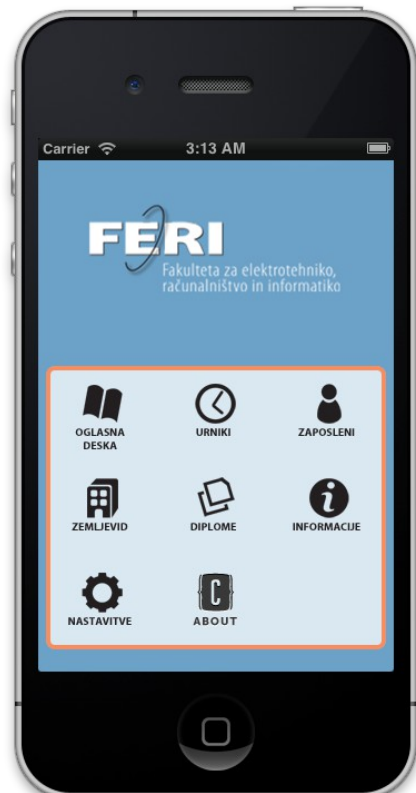 Carrier 3:13 AM
FERI
Fakulteta za elektrotehniko,
računalništvo in informatiko
OGLASNA
DESKA
URNIKI
ZAPOSLENI
ZEMLJEVID
DIPLOME
INFORMACIJE
NASTAVITVE
{C}
ABOUT